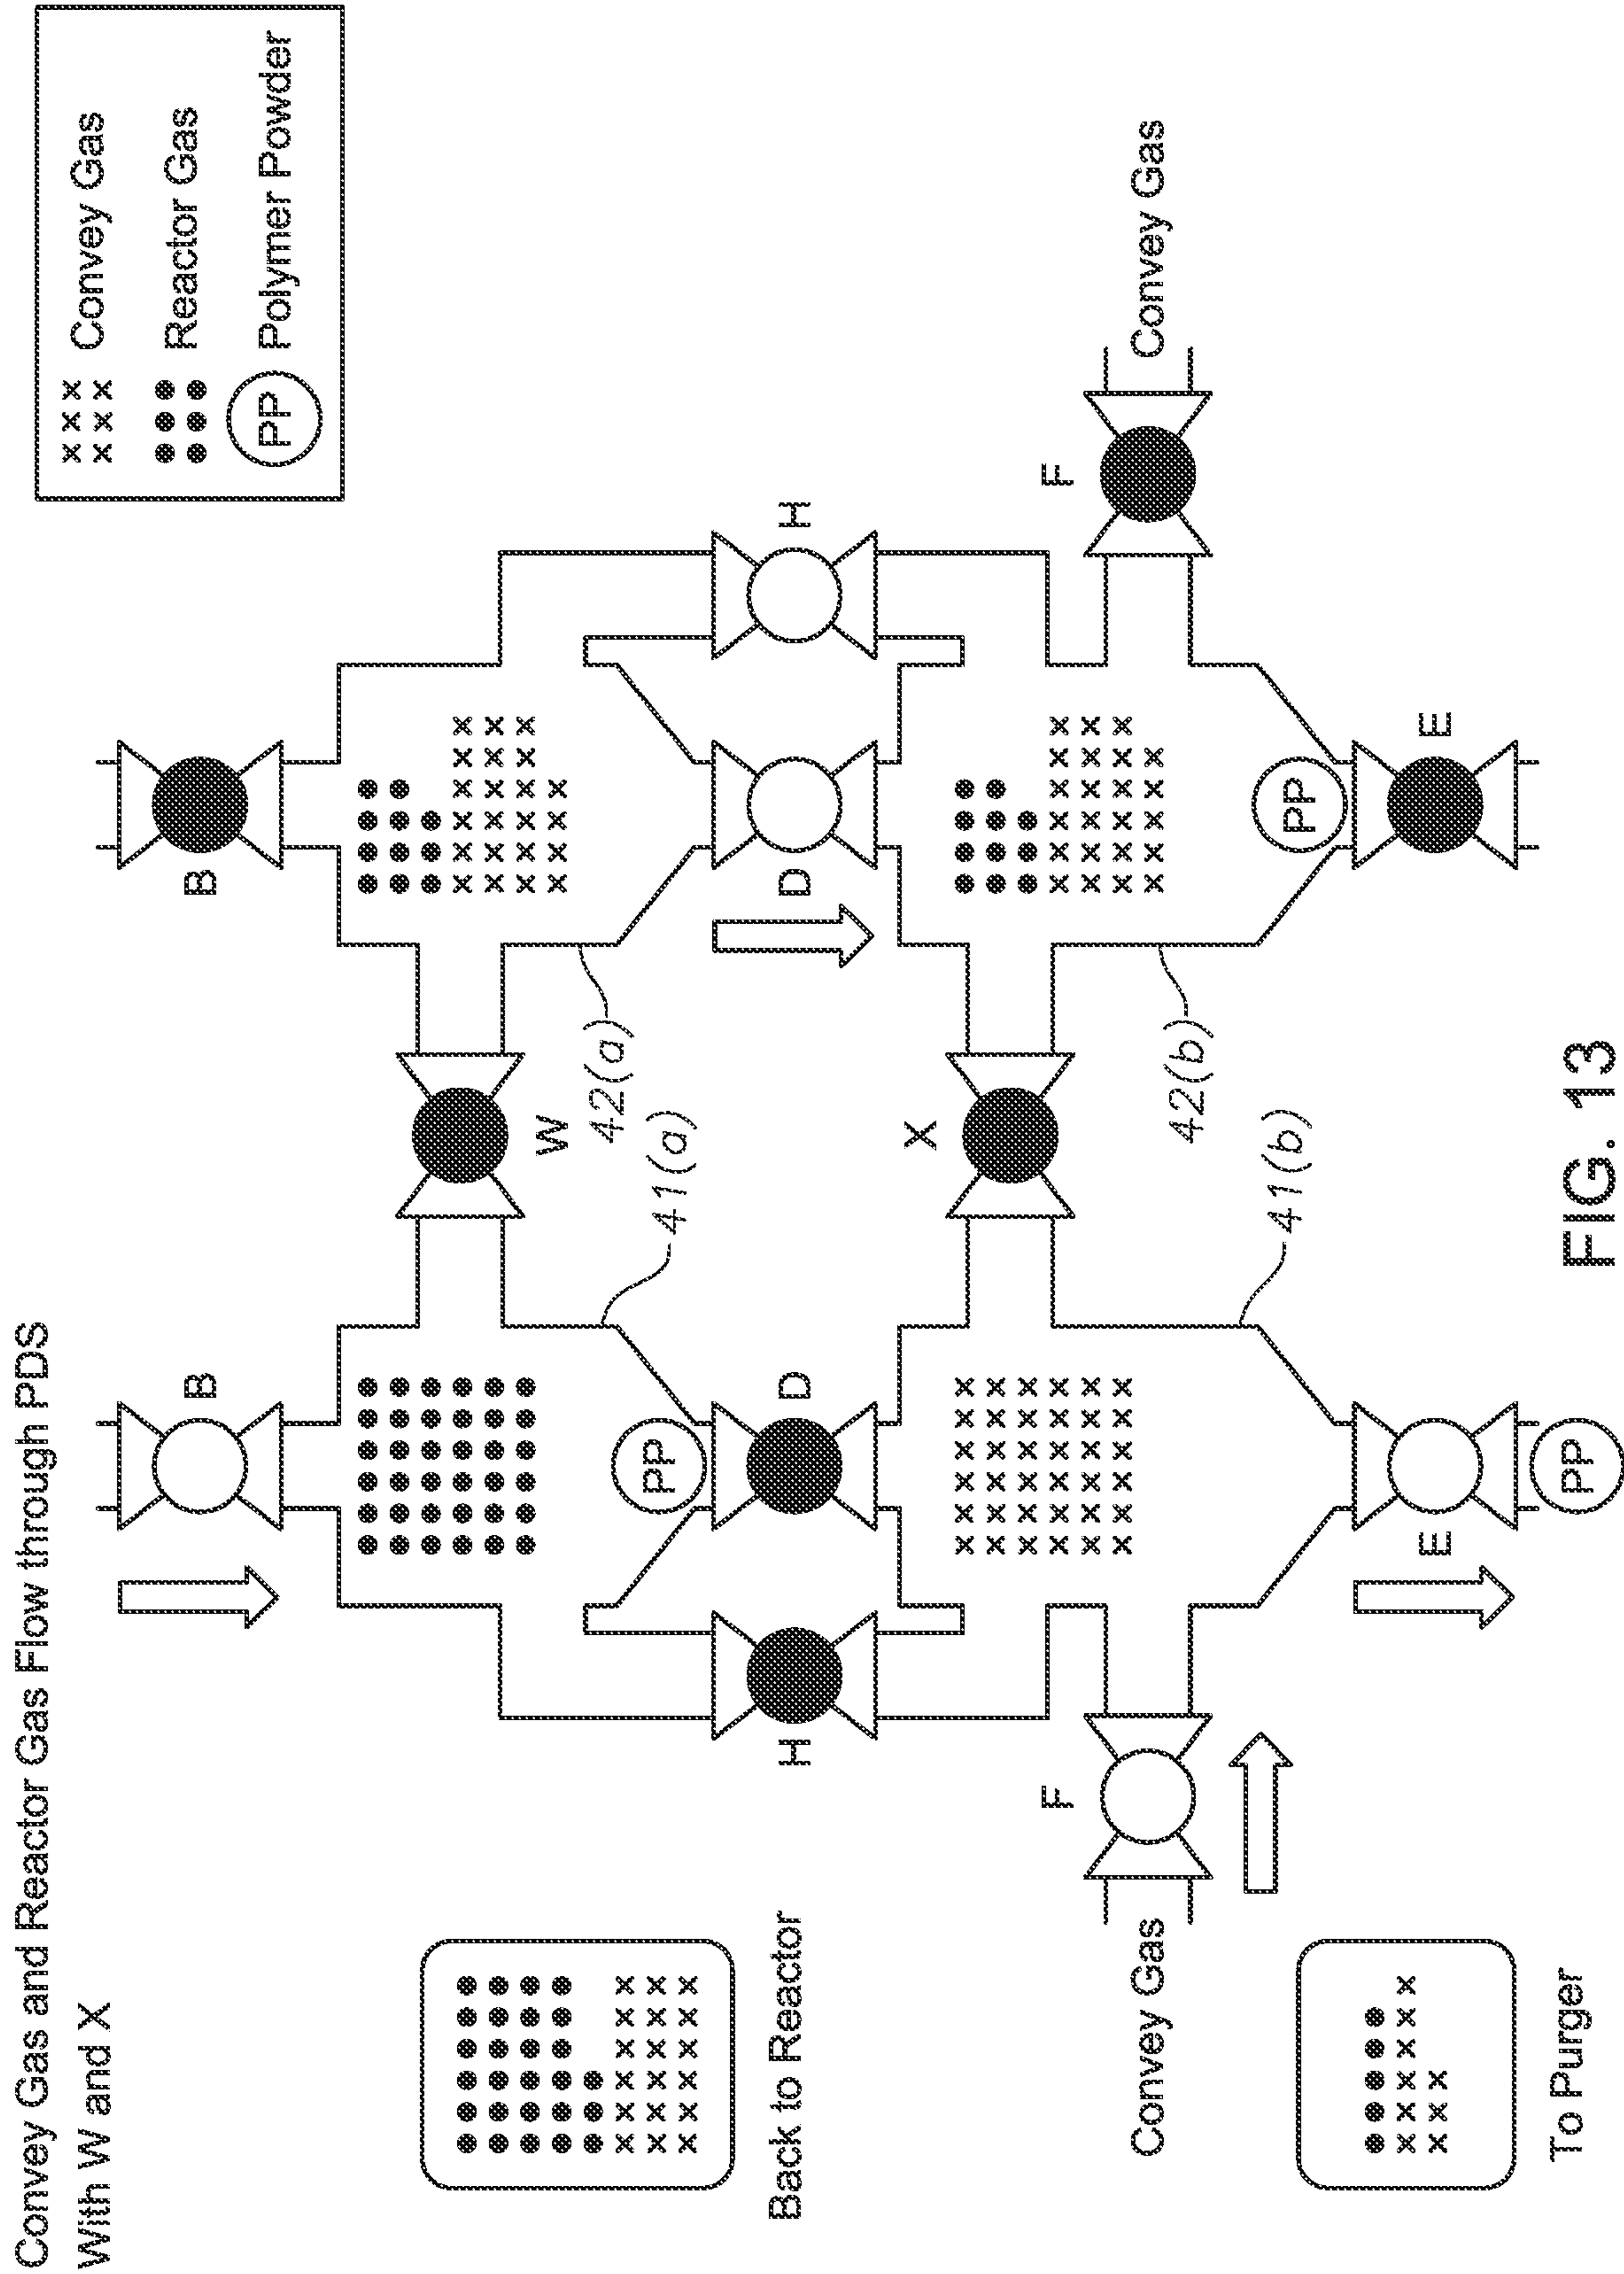 Convey Gas and Reactor Gas Flow through PDS
With W and X
Convey Gas
Reactor Gas
PP Polymer Powder
B
B
W
42(a)
41(a)
Back to Reactor
PP
H
D
D
H
X
F
F
Convey Gas
Convey Gas
42(b)
41(b)
PP
E
E
To Purger
PP
FIG. 13